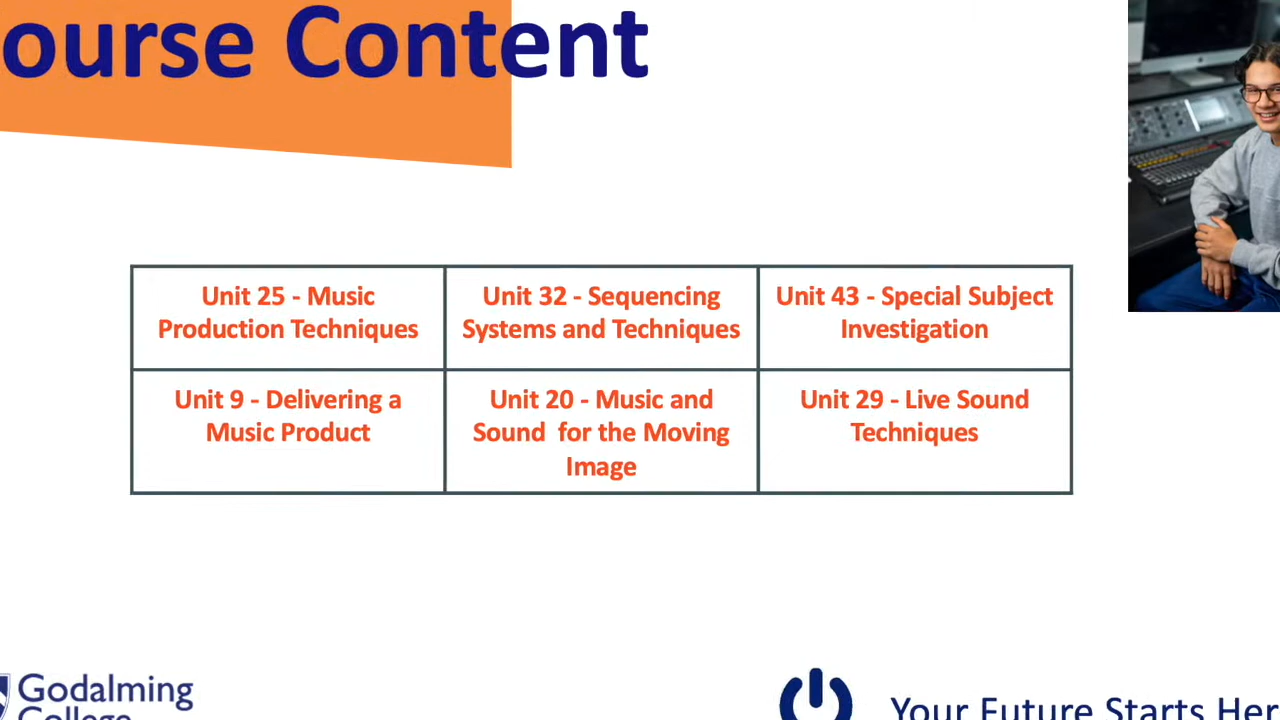 ourse Content
Unit 25 - Music
Production Techniques
Unit 32 - Sequencing
Systems and Techniques
Unit 43 - Special Subject
Investigation
Unit 9 - Delivering a
Music Product
Unit 20 - Music and
Sound for the Moving
Image
Unit 29 - Live Sound
Techniques
Godalming
College
Your Future Starts Her